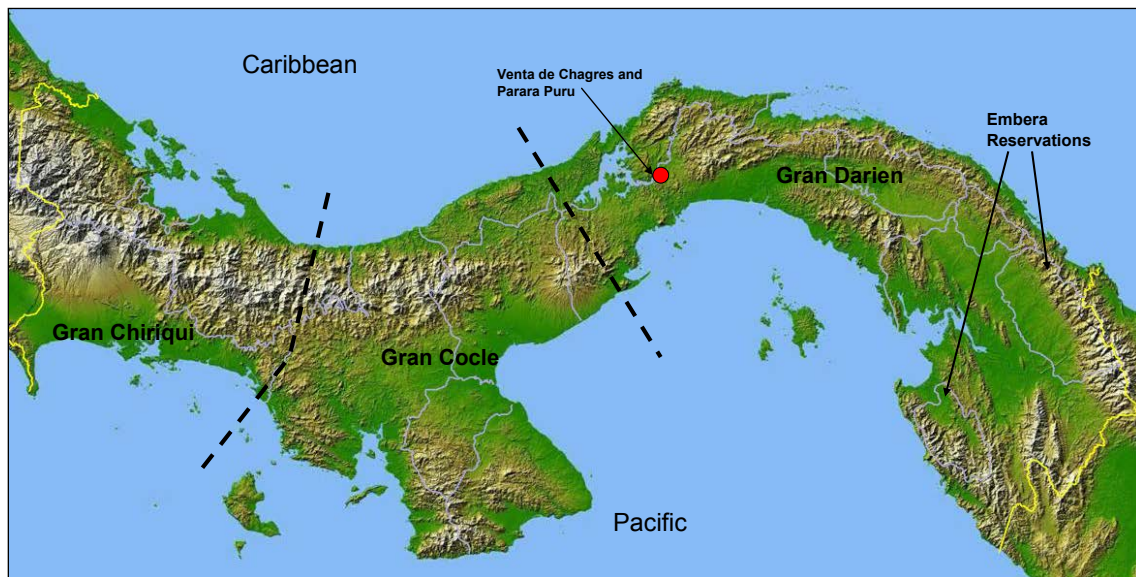 Caribbean
Venta de Chagres and
Parara Puru
Embera
Reservations
Gran Darien
Gran Chiriqui
Gran Cocle
Pacific